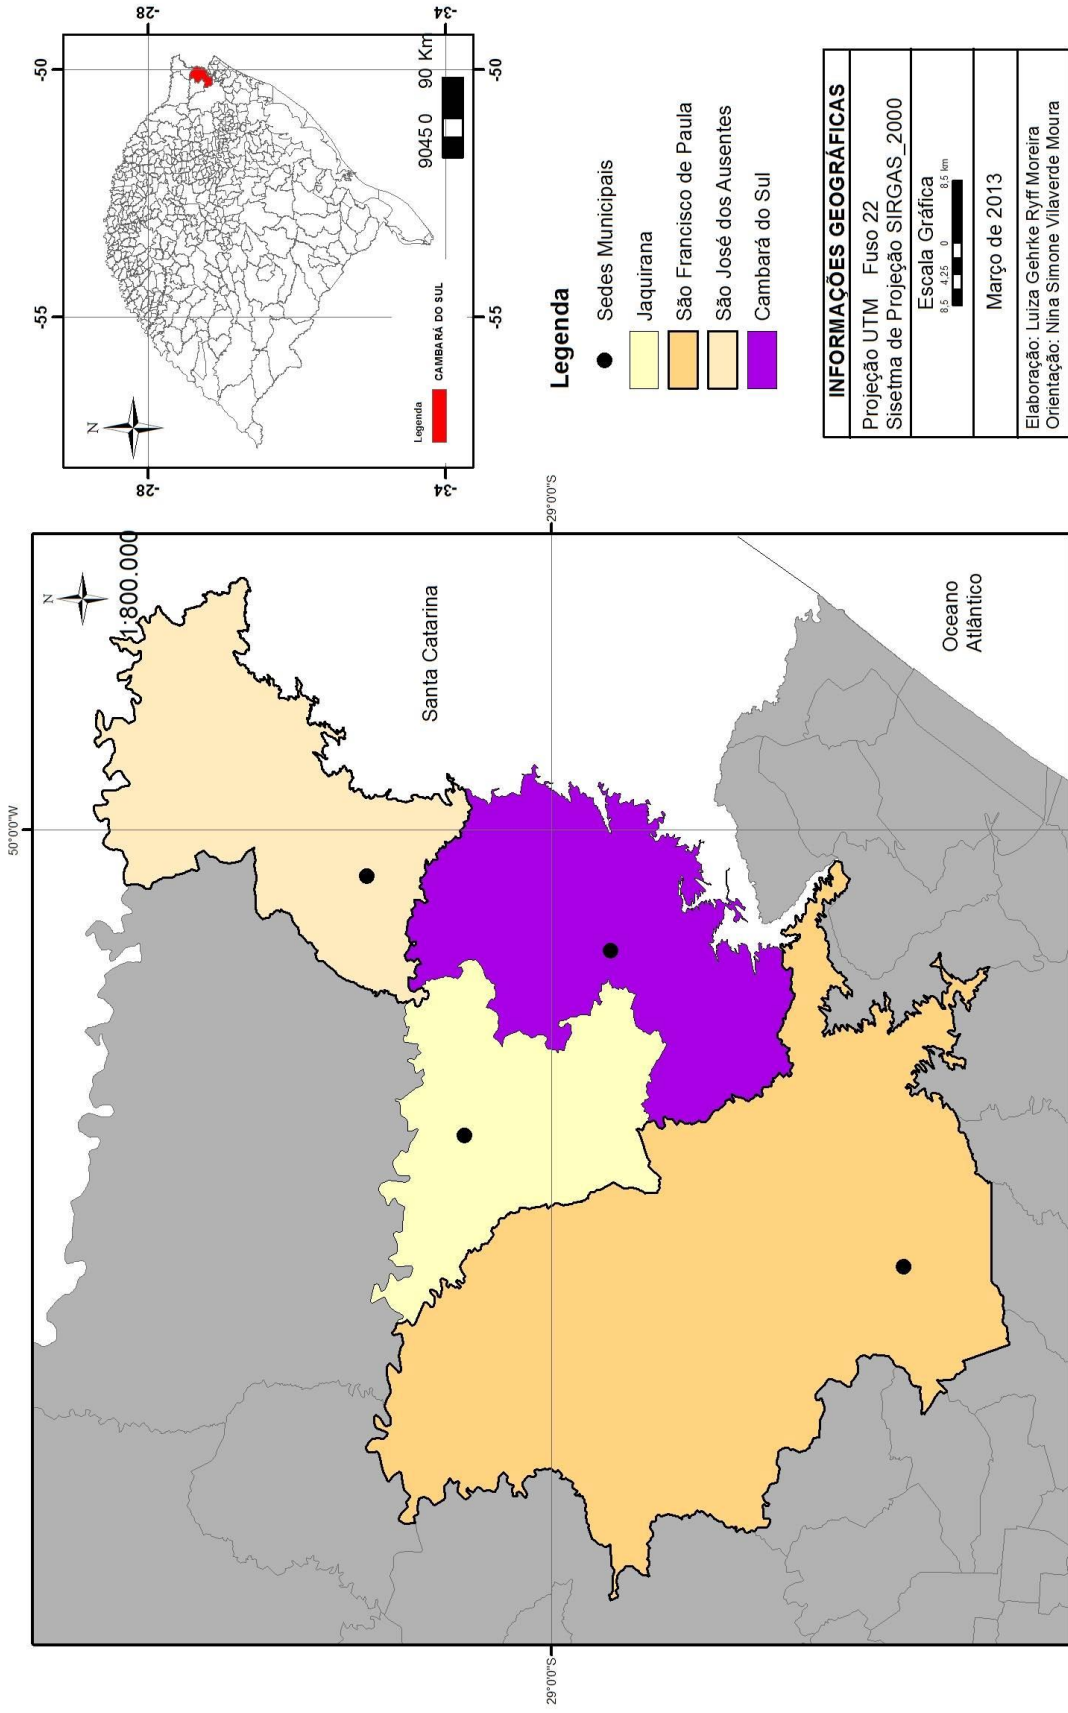 50°0'0"W
N
1:800.000
Santa Catarina
29°0'0"S
29°0'0"S
Oceano
Atlântico
-28
-28
N
-50
-50
-55
-55
9045 0 90 Km
Legenda
CAMBARÁ DO SUL
-34
-34
Legenda
Sedes Municipais
Jaquirana
São Francisco de Paula
São José dos Ausentes
Cambará do Sul
INFORMAÇÕES GEOGRÁFICAS
Projeção UTM Fuso 22
Sisetma de Projeção SIRGAS_2000
Escala Gráfica
8,5 4,25 0 8,5 km
Março de 2013
Elaboração: Luiza Gehrke Ryff Moreira
Orientação: Nina Simone Vilaverde Moura